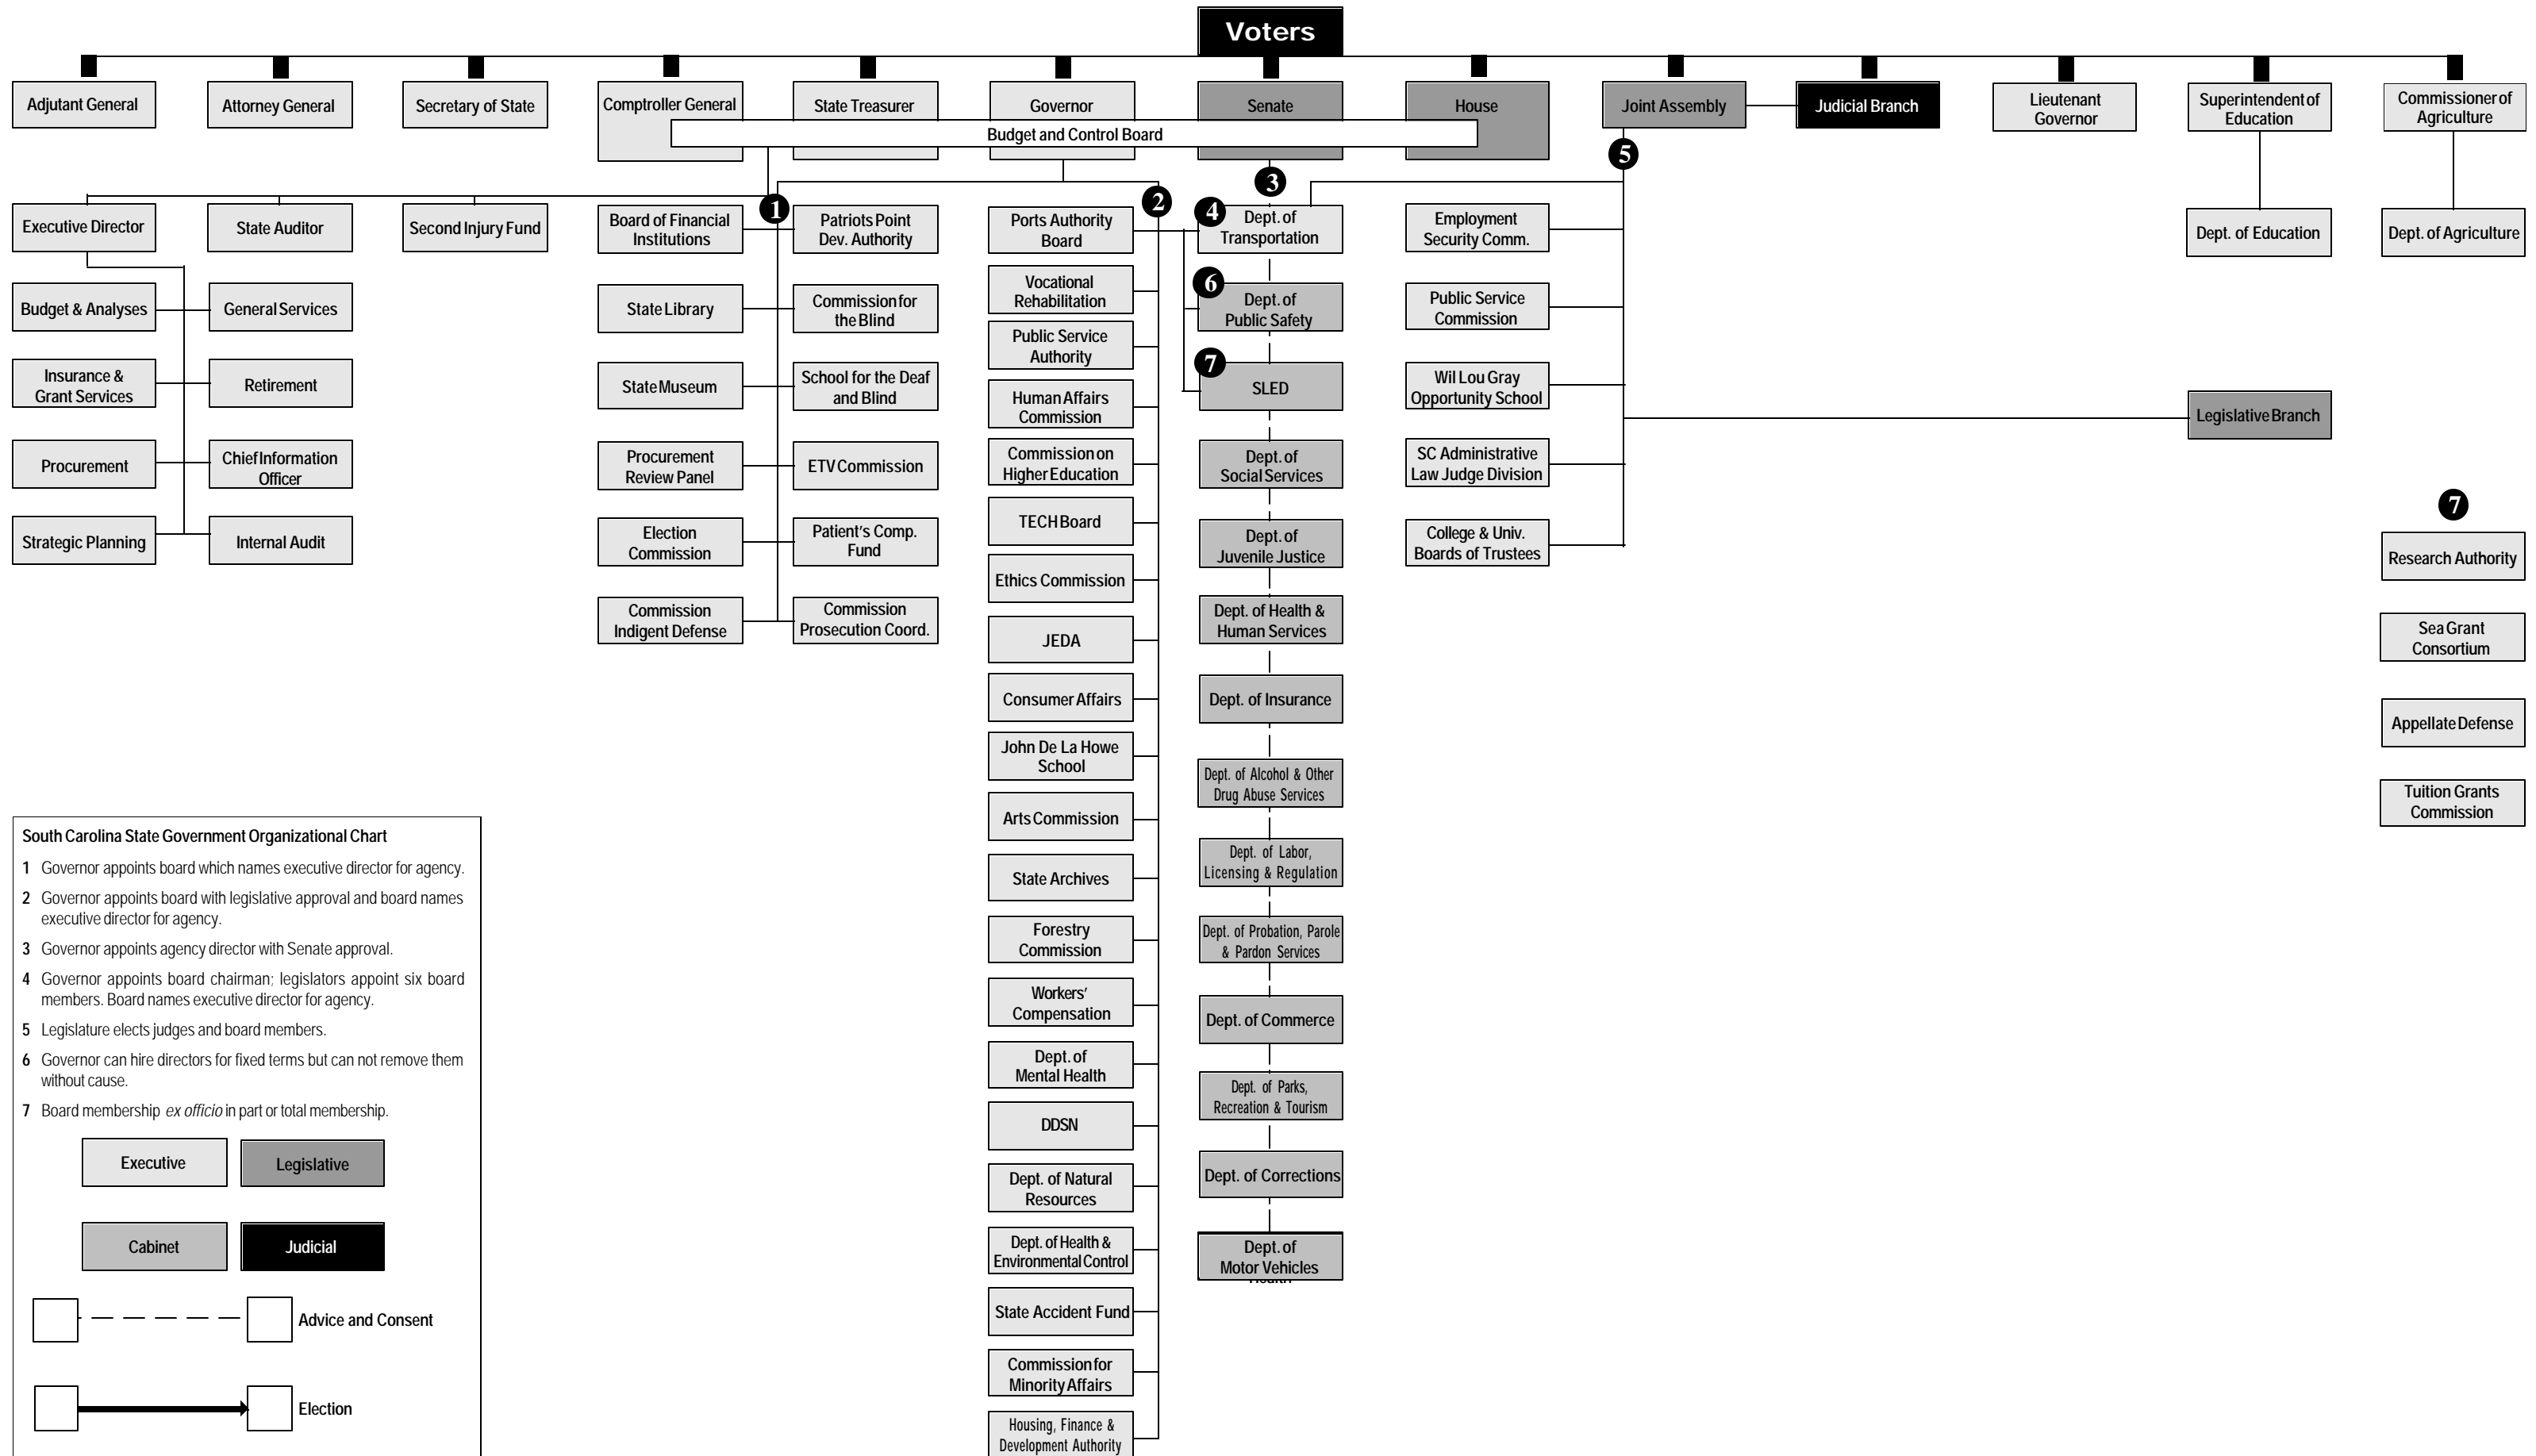 Voters
Adjutant General
Attorney General
Secretary of State
Comptroller General
State Treasurer
Governor
Senate
House
Joint Assembly
Judicial Branch
Lieutenant
Governor
Superintendent of
Education
Commissioner of
Agriculture
Budget and Control Board
5
3
1
2
4
Executive Director
State Auditor
Second Injury Fund
Board of Financial
Institutions
Patriots Point
Dev. Authority
Ports Authority
Board
Dept. of
Transportation
Employment
Security Comm.
Dept. of Education
Dept. of Agriculture
Budget & Analyses
General Services
State Library
Commission for
the Blind
Vocational
Rehabilitation
6
Dept. of
Public Safety
Public Service
Commission
Public Service
Authority
Insurance &
Grant Services
Retirement
State Museum
School for the Deaf
and Blind
7
SLED
Wil Lou Gray
Opportunity School
Human Affairs
Commission
Legislative Branch
Procurement
Chief Information
Officer
Procurement
Review Panel
ETV Commission
Commission on
Higher Education
Dept. of
Social Services
SC Administrative
Law Judge Division
7
Strategic Planning
Internal Audit
Election
Commission
Patient's Comp.
Fund
TECH Board
Dept. of
Juvenile Justice
College & Univ.
Boards of Trustees
Research Authority
Ethics Commission
Commission
Indigent Defense
Commission
Prosecution Coord.
JEDA
Dept. of Health &
Human Services
Sea Grant
Consortium
Consumer Affairs
Dept. of Insurance
Appellate Defense
John De La Howe
School
Dept. of Alcohol & Other
Drug Abuse Services
Tuition Grants
Commission
Arts Commission
Dept. of Labor,
Licensing & Regulation
State Archives
Forestry
Commission
Dept. of Probation, Parole
& Pardon Services
Workers'
Compensation
Dept. of Commerce
Dept. of
Mental Health
Dept. of Parks,
Recreation & Tourism
DDSN
Dept. of Natural
Resources
Dept. of Corrections
Dept. of Health &
Environmental Control
Dept. of
Motor Vehicles
State Accident Fund
Commission for
Minority Affairs
Housing, Finance &
Development Authority
South Carolina State Government Organizational Chart
1 Governor appoints board which names executive director for agency.
2 Governor appoints board with legislative approval and board names
executive director for agency.
3 Governor appoints agency director with Senate approval.
4 Governor appoints board chairman; legislators appoint six board
members. Board names executive director for agency.
5 Legislature elects judges and board members.
6 Governor can hire directors for fixed terms but can not remove them
without cause.
7 Board membership ex officio in part or total membership.
Executive
Legislative
Cabinet
Judicial
Advice and Consent
Election